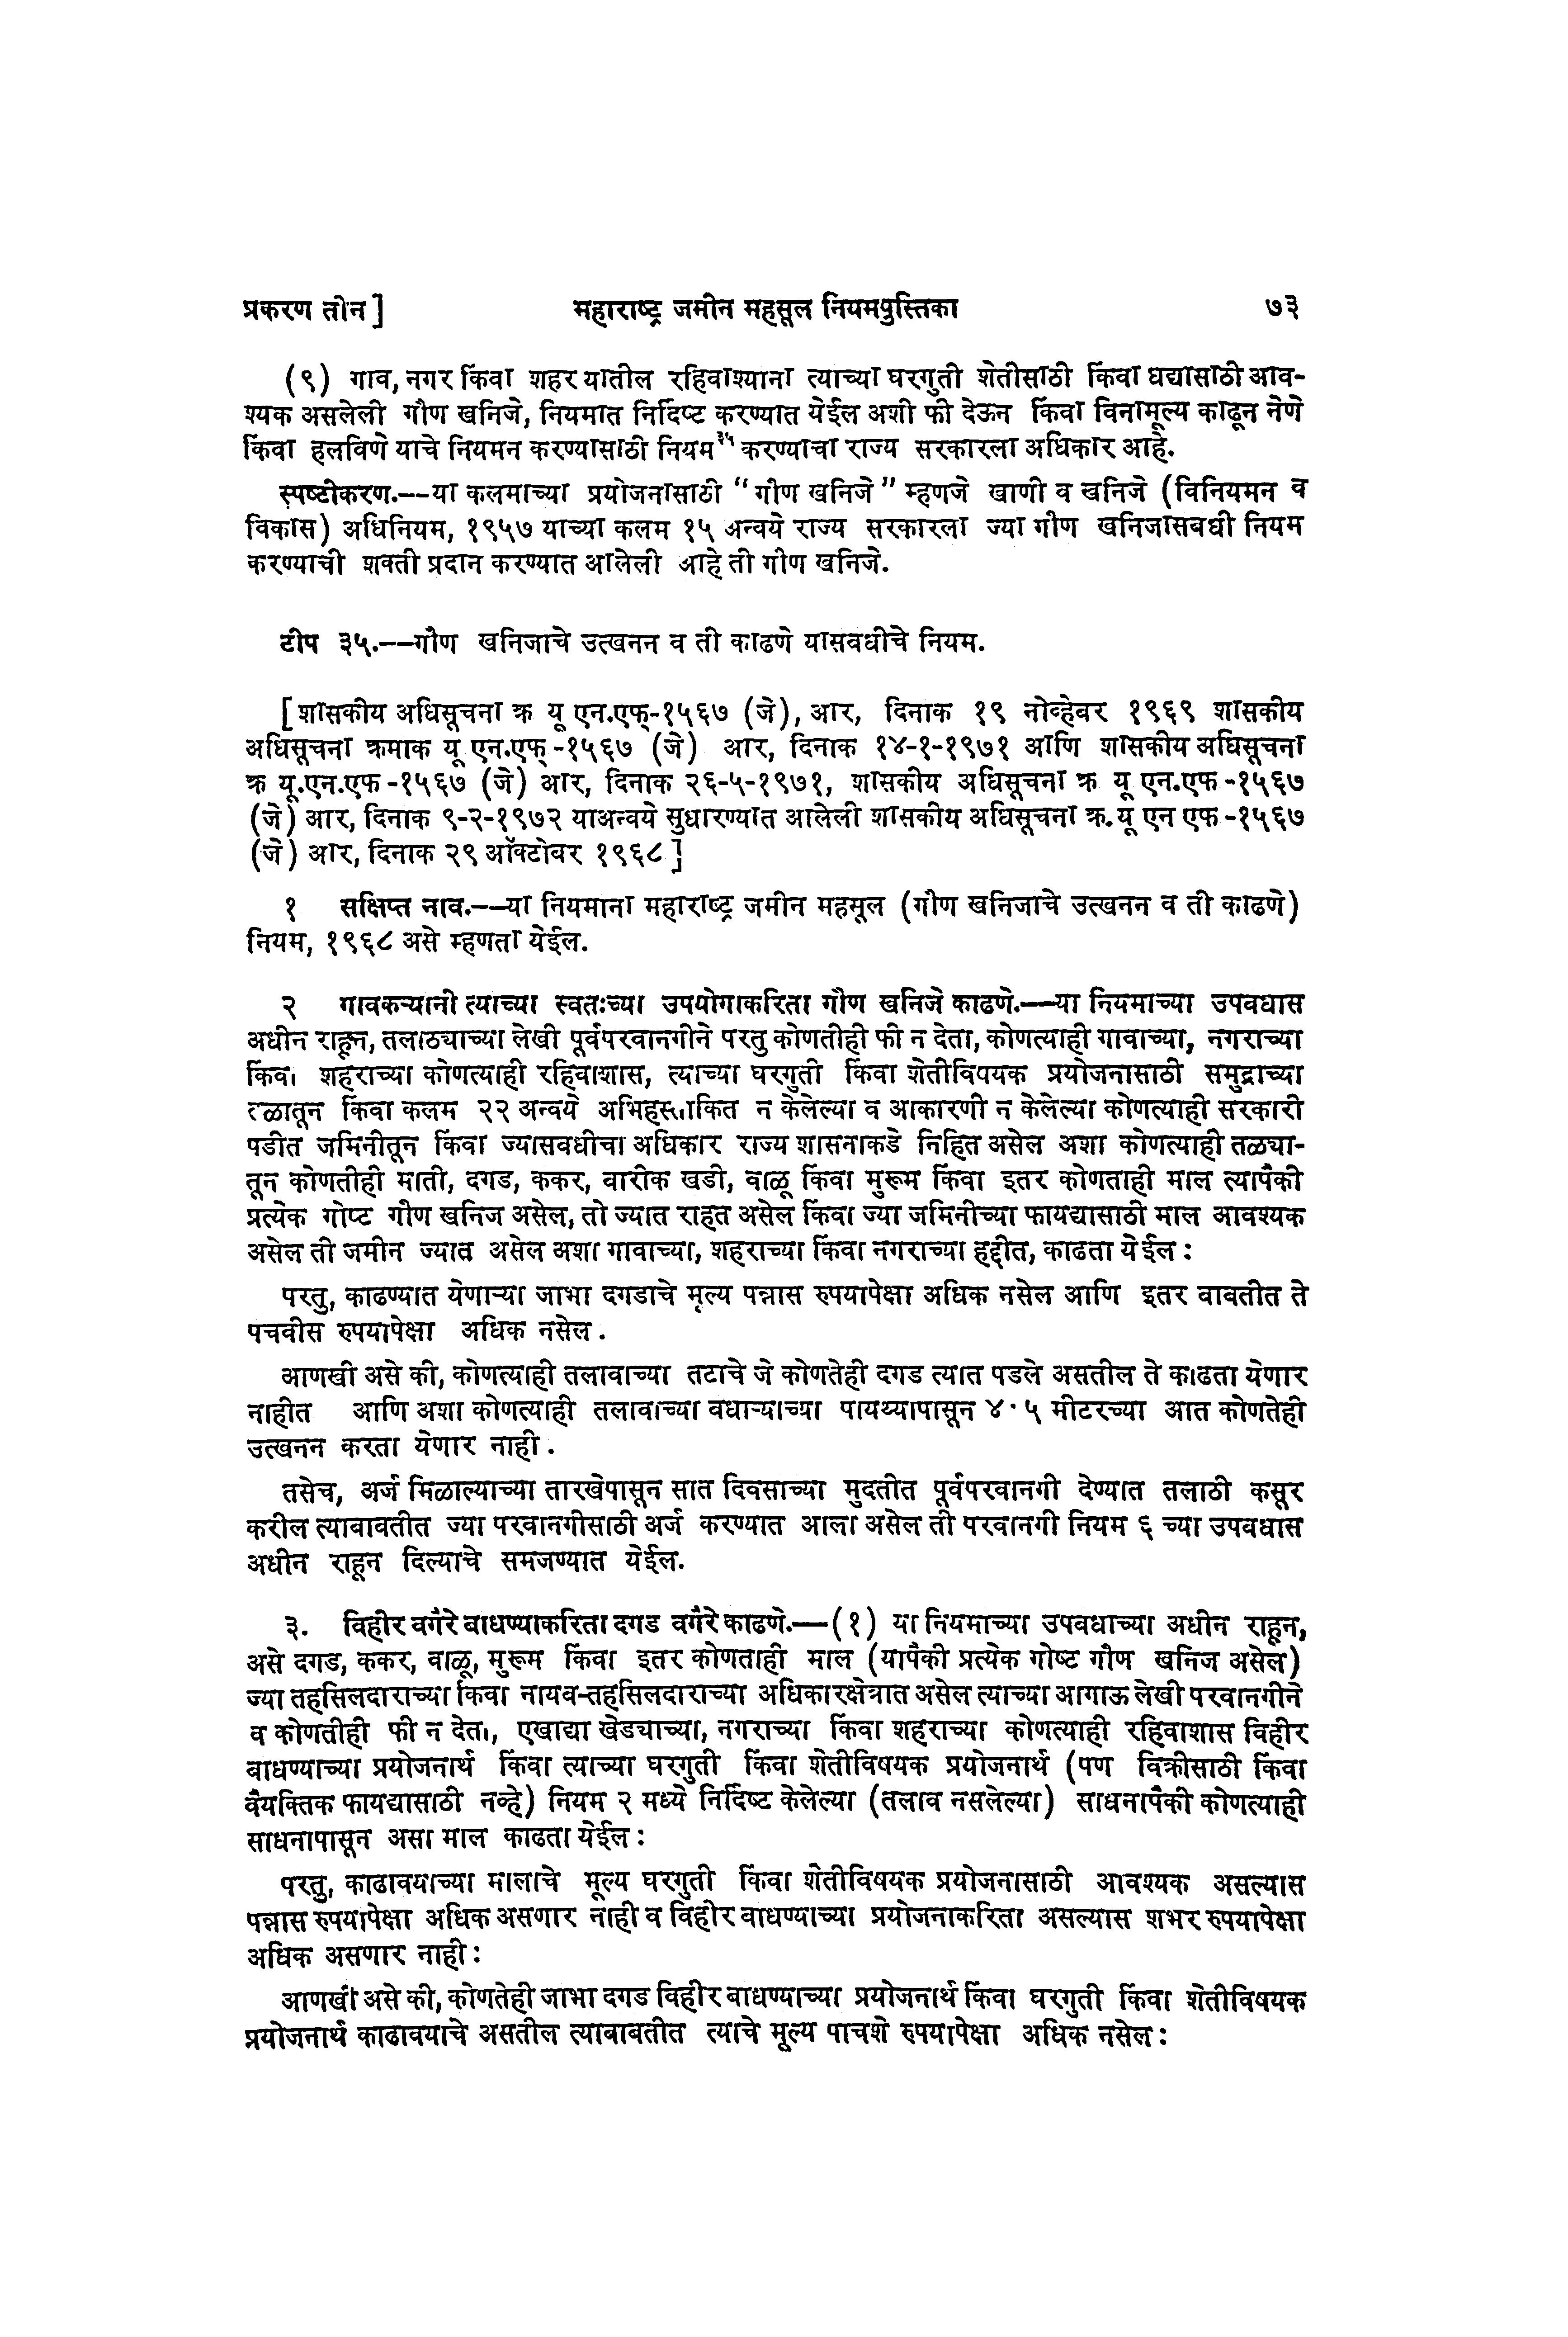 प्रकरण तीन] महाराष्ट्र जमीन महसूल नियमपुस्तिका ७३
(९) गाव, नगर किंवा शहर यातील रहिवाश्याना त्याच्या घरगुती शेतीसाठी किंवा धद्यासाठी आव-
श्यक असलेली गौण खनिजे, नियमात निर्दिष्ट करण्यात येईल अशी फी देऊन किंवा विनामूल्य काढून नेणे
किंवा हलविणे याचे नियमन करण्यासाठी नियम३५ करण्याचा राज्य सरकारला अधिकार आहे.
स्पष्टीकरण.--या कलमाच्या प्रयोजनासाठी “ गौण खनिजे ” म्हणजे खाणी व खनिजे (विनियमन व
विकास) अधिनियम, १९५७ याच्या कलम १५ अन्वये राज्य सरकारला ज्या गौण खनिजासबधी नियम
करण्याची शक्ती प्रदान करण्यात आलेली आहे ती गौण खनिजे.
टीप ३५.--गौण खनिजाचे उत्खनन व ती काढणे यासबधीचे नियम.
[शासकीय अधिसूचना क्र यू एन.एफ्-१५६७ (जे), आर, दिनाक १९ नोव्हेबर १९६९ शासकीय
अधिसूचना क्रमाक यू एन.एफ् -१५६७ (जे) आर, दिनाक १४-१-१९७१ आणि शासकीय अधिसूचना
क्र यू.एन.एफ -१५६७ (जे) आर, दिनाक २६-५-१९७१, शासकीय अधिसूचना क्र यू एन.एफ -१५६७
(जे) आर, दिनाक ९-२-१९७२ याअन्वये सुधारण्यात आलेली शासकीय अधिसूचना क्र. यू एन एफ -१५६७
(जे) आर, दिनाक २९ ऑक्टोबर १९६८]
१ सक्षिप्त नाव.--या नियमाना महाराष्ट्र जमीन महसूल (गौण खनिजाचे उत्खनन व ती काढणे)
नियम, १९६८ असे म्हणता येईल.
२ गावकऱ्यानी त्याच्या स्वतःच्या उपयोगाकरिता गौण खनिजे काढणे.--या नियमाच्या उपबधास
अधीन राहून, तलाठ्याच्या लेखी पूर्वपरवानगीने परतु कोणतीही फी न देता, कोणत्याही गावाच्या, नगराच्या
किंवा शहराच्या कोणत्याही रहिवाशास, त्याच्या घरगुती किंवा शेतीविषयक प्रयोजनासाठी समुद्राच्या
तळातून किंवा कलम २२ अन्वये अभिहस्ताकित न केलेल्या व आकारणी न केलेल्या कोणत्याही सरकारी
पडीत जमिनीतून किंवा ज्यासबधीचा अधिकार राज्य शासनाकडे निहित असेल अशा कोणत्याही तळ्या-
तून कोणतीही माती, दगड, ककर, बारीक खडी, वाळू किंवा मुरूम किंवा इतर कोणताही माल त्यापैकी
प्रत्येक गोष्ट गौण खनिज असेल, तो ज्यात राहत असेल किंवा ज्या जमिनीच्या फायद्यासाठी माल आवश्यक
असेल ती जमीन ज्यात असेल अशा गावाच्या, शहराच्या किंवा नगराच्या हद्दीत, काढता येईल :
परतु, काढण्यात येणाऱ्या जाभा दगडाचे मूल्य पन्नास रुपयापेक्षा अधिक नसेल आणि इतर बाबतीत ते
पचवीस रुपयापेक्षा अधिक नसेल.
आणखी असे की, कोणत्याही तलावाच्या तटाचे जे कोणतेही दगड त्यात पडले असतील ते काढता येणार
नाहीत आणि अशा कोणत्याही तलावाच्या बधाऱ्याच्या पायथ्यापासून ४·५ मीटरच्या आत कोणतेही
उत्खनन करता येणार नाही.
तसेच, अर्ज मिळाल्याच्या तारखेपासून सात दिवसाच्या मुदतीत पूर्वपरवानगी देण्यात तलाठी कसूर
करील त्याबाबतीत ज्या परवानगीसाठी अर्ज करण्यात आला असेल ती परवानगी नियम ६ च्या उपबधास
अधीन राहून दिल्याचे समजण्यात येईल.
३. विहीर वगैरे बाधण्याकरिता दगड वगैरे काढणे.--(१) या नियमाच्या उपबधाच्या अधीन राहून,
असे दगड, ककर, वाळू, मुरूम किंवा इतर कोणताही माल (यापैकी प्रत्येक गोष्ट गौण खनिज असेल)
ज्या तहसिलदाराच्या किंवा नायब-तहसिलदाराच्या अधिकारक्षेत्रात असेल त्याच्या आगाऊ लेखी परवानगीने
व कोणतीही फी न देता, एखाद्या खेड्याच्या, नगराच्या किंवा शहराच्या कोणत्याही रहिवाशास विहीर
बाधण्याच्या प्रयोजनार्थ किंवा त्याच्या घरगुती किंवा शेतीविषयक प्रयोजनार्थ (पण विक्रीसाठी किंवा
वैयक्तिक फायद्यासाठी नव्हे) नियम २ मध्ये निर्दिष्ट केलेल्या (तलाव नसलेल्या) साधनापैकी कोणत्याही
साधनापासून असा माल काढता येईल :
परतु, काढावयाच्या मालाचे मूल्य घरगुती किंवा शेतीविषयक प्रयोजनासाठी आवश्यक असल्यास
पन्नास रुपयापेक्षा अधिक असणार नाही व विहीर बाधण्याच्या प्रयोजनाकरिता असल्यास शभर रुपयापेक्षा
अधिक असणार नाही :
आणखी असे की, कोणतेही जाभा दगड विहीर बाधण्याच्या प्रयोजनार्थ किंवा घरगुती किंवा शेतीविषयक
प्रयोजनार्थ काढावयाचे असतील त्याबाबतीत त्याचे मूल्य पाचशे रुपयापेक्षा अधिक नसेल :